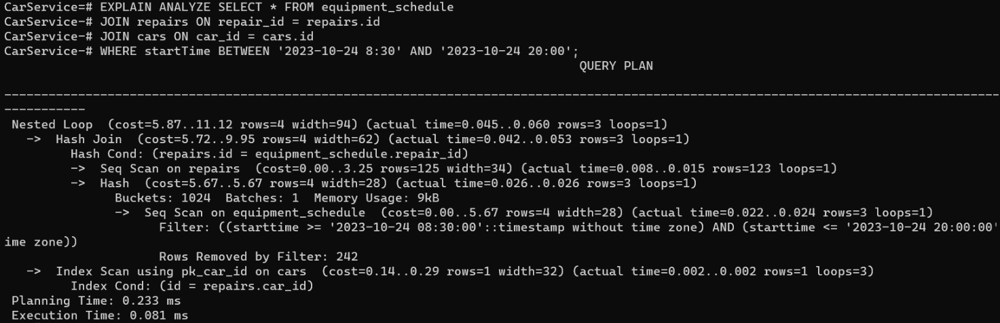 CarService=# EXPLAIN ANALYZE SELECT * FROM equipment_schedule
CarService-# JOIN repairs ON repair_id = repairs.id
CarService-# JOIN cars ON car_id = cars.id
CarService-# WHERE startTime BETWEEN '2023-10-24 8:30' AND '2023-10-24 20:00';
QUERY PLAN
---------------------------------------------------------------------------------------------------------------------------------------
-----------
Nested Loop  (cost=5.87..11.12 rows=4 width=94) (actual time=0.045..0.060 rows=3 loops=1)
->  Hash Join  (cost=5.72..9.95 rows=4 width=62) (actual time=0.042..0.053 rows=3 loops=1)
Hash Cond: (repairs.id = equipment_schedule.repair_id)
->  Seq Scan on repairs  (cost=0.00..3.25 rows=125 width=34) (actual time=0.008..0.015 rows=123 loops=1)
->  Hash  (cost=5.67..5.67 rows=4 width=28) (actual time=0.026..0.026 rows=3 loops=1)
Buckets: 1024  Batches: 1  Memory Usage: 9kB
->  Seq Scan on equipment_schedule  (cost=0.00..5.67 rows=4 width=28) (actual time=0.022..0.024 rows=3 loops=1)
Filter: ((starttime >= '2023-10-24 08:30:00'::timestamp without time zone) AND (starttime <= '2023-10-24 20:00:00'
ime zone))
Rows Removed by Filter: 242
->  Index Scan using pk_car_id on cars  (cost=0.14..0.29 rows=1 width=32) (actual time=0.002..0.002 rows=1 loops=3)
Index Cond: (id = repairs.car_id)
Planning Time: 0.233 ms
Execution Time: 0.081 ms